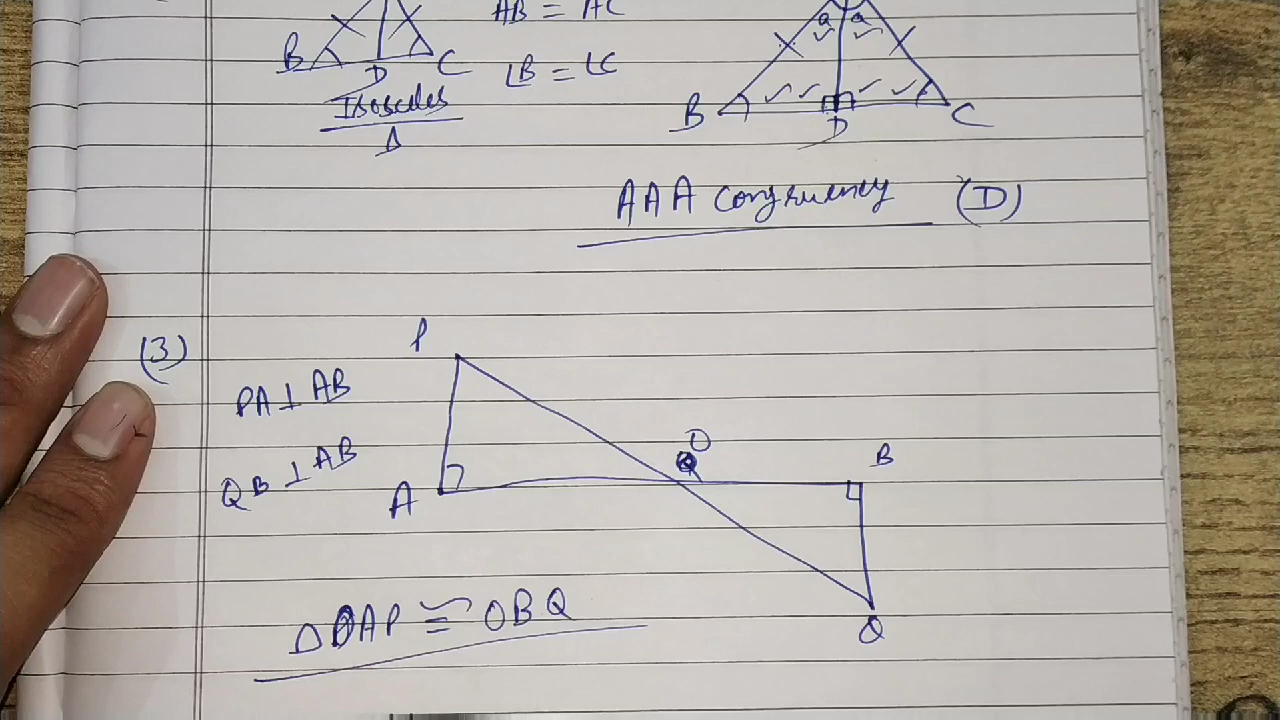 AB = AC
B D C
∠B = ∠C
Isosceles
Δ
a a
B D C
AAA congruency (D)
(3)
P
PA ⊥ AB
O
B
QB ⊥ AB
A
Q
ΔOAP ≅ OBQ